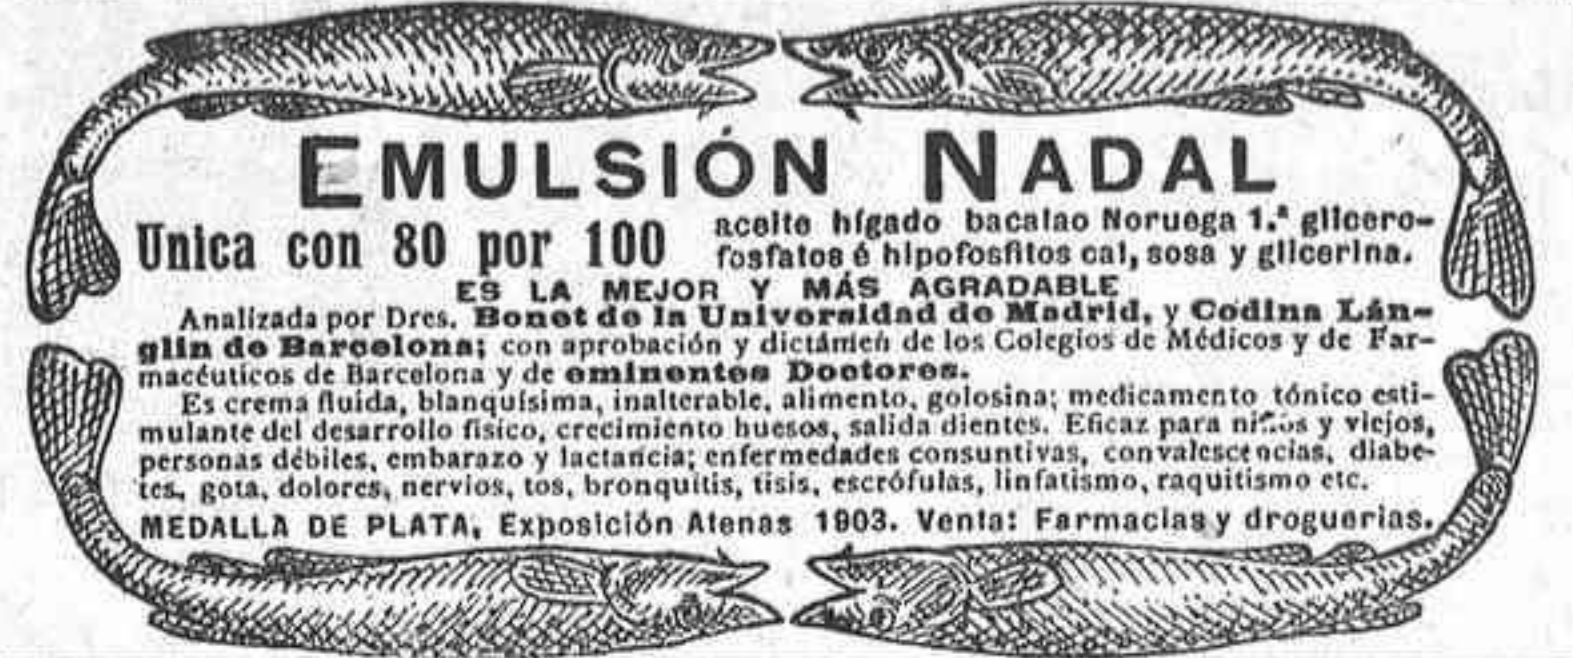 EMULSIÓN NADAL
Unica con 80 por 100 aceite hígado bacalao Noruega 1.ª glicero-
fosfatos é hipofosfitos cal, sosa y glicerina.
ES LA MEJOR Y MÁS AGRADABLE
Analizada por Dres. Bonet de la Universidad de Madrid, y Codina Lán-
glin de Barcelona; con aprobación y dictámen de los Colegios de Médicos y de Far-
macéuticos de Barcelona y de eminentes Doctores.
Es crema fluida, blanquísima, inalterable, alimento, golosina; medicamento tónico esti-
mulante del desarrollo físico, crecimiento huesos, salida dientes. Eficaz para niños y viejos,
personas débiles, embarazo y lactancia; enfermedades consuntivas, convalescencias, diabe-
tes, gota, dolores, nervios, tos, bronquitis, tisis, escrófulas, linfatismo, raquitismo etc.
MEDALLA DE PLATA, Exposición Atenas 1903. Venta: Farmacias y droguerias.